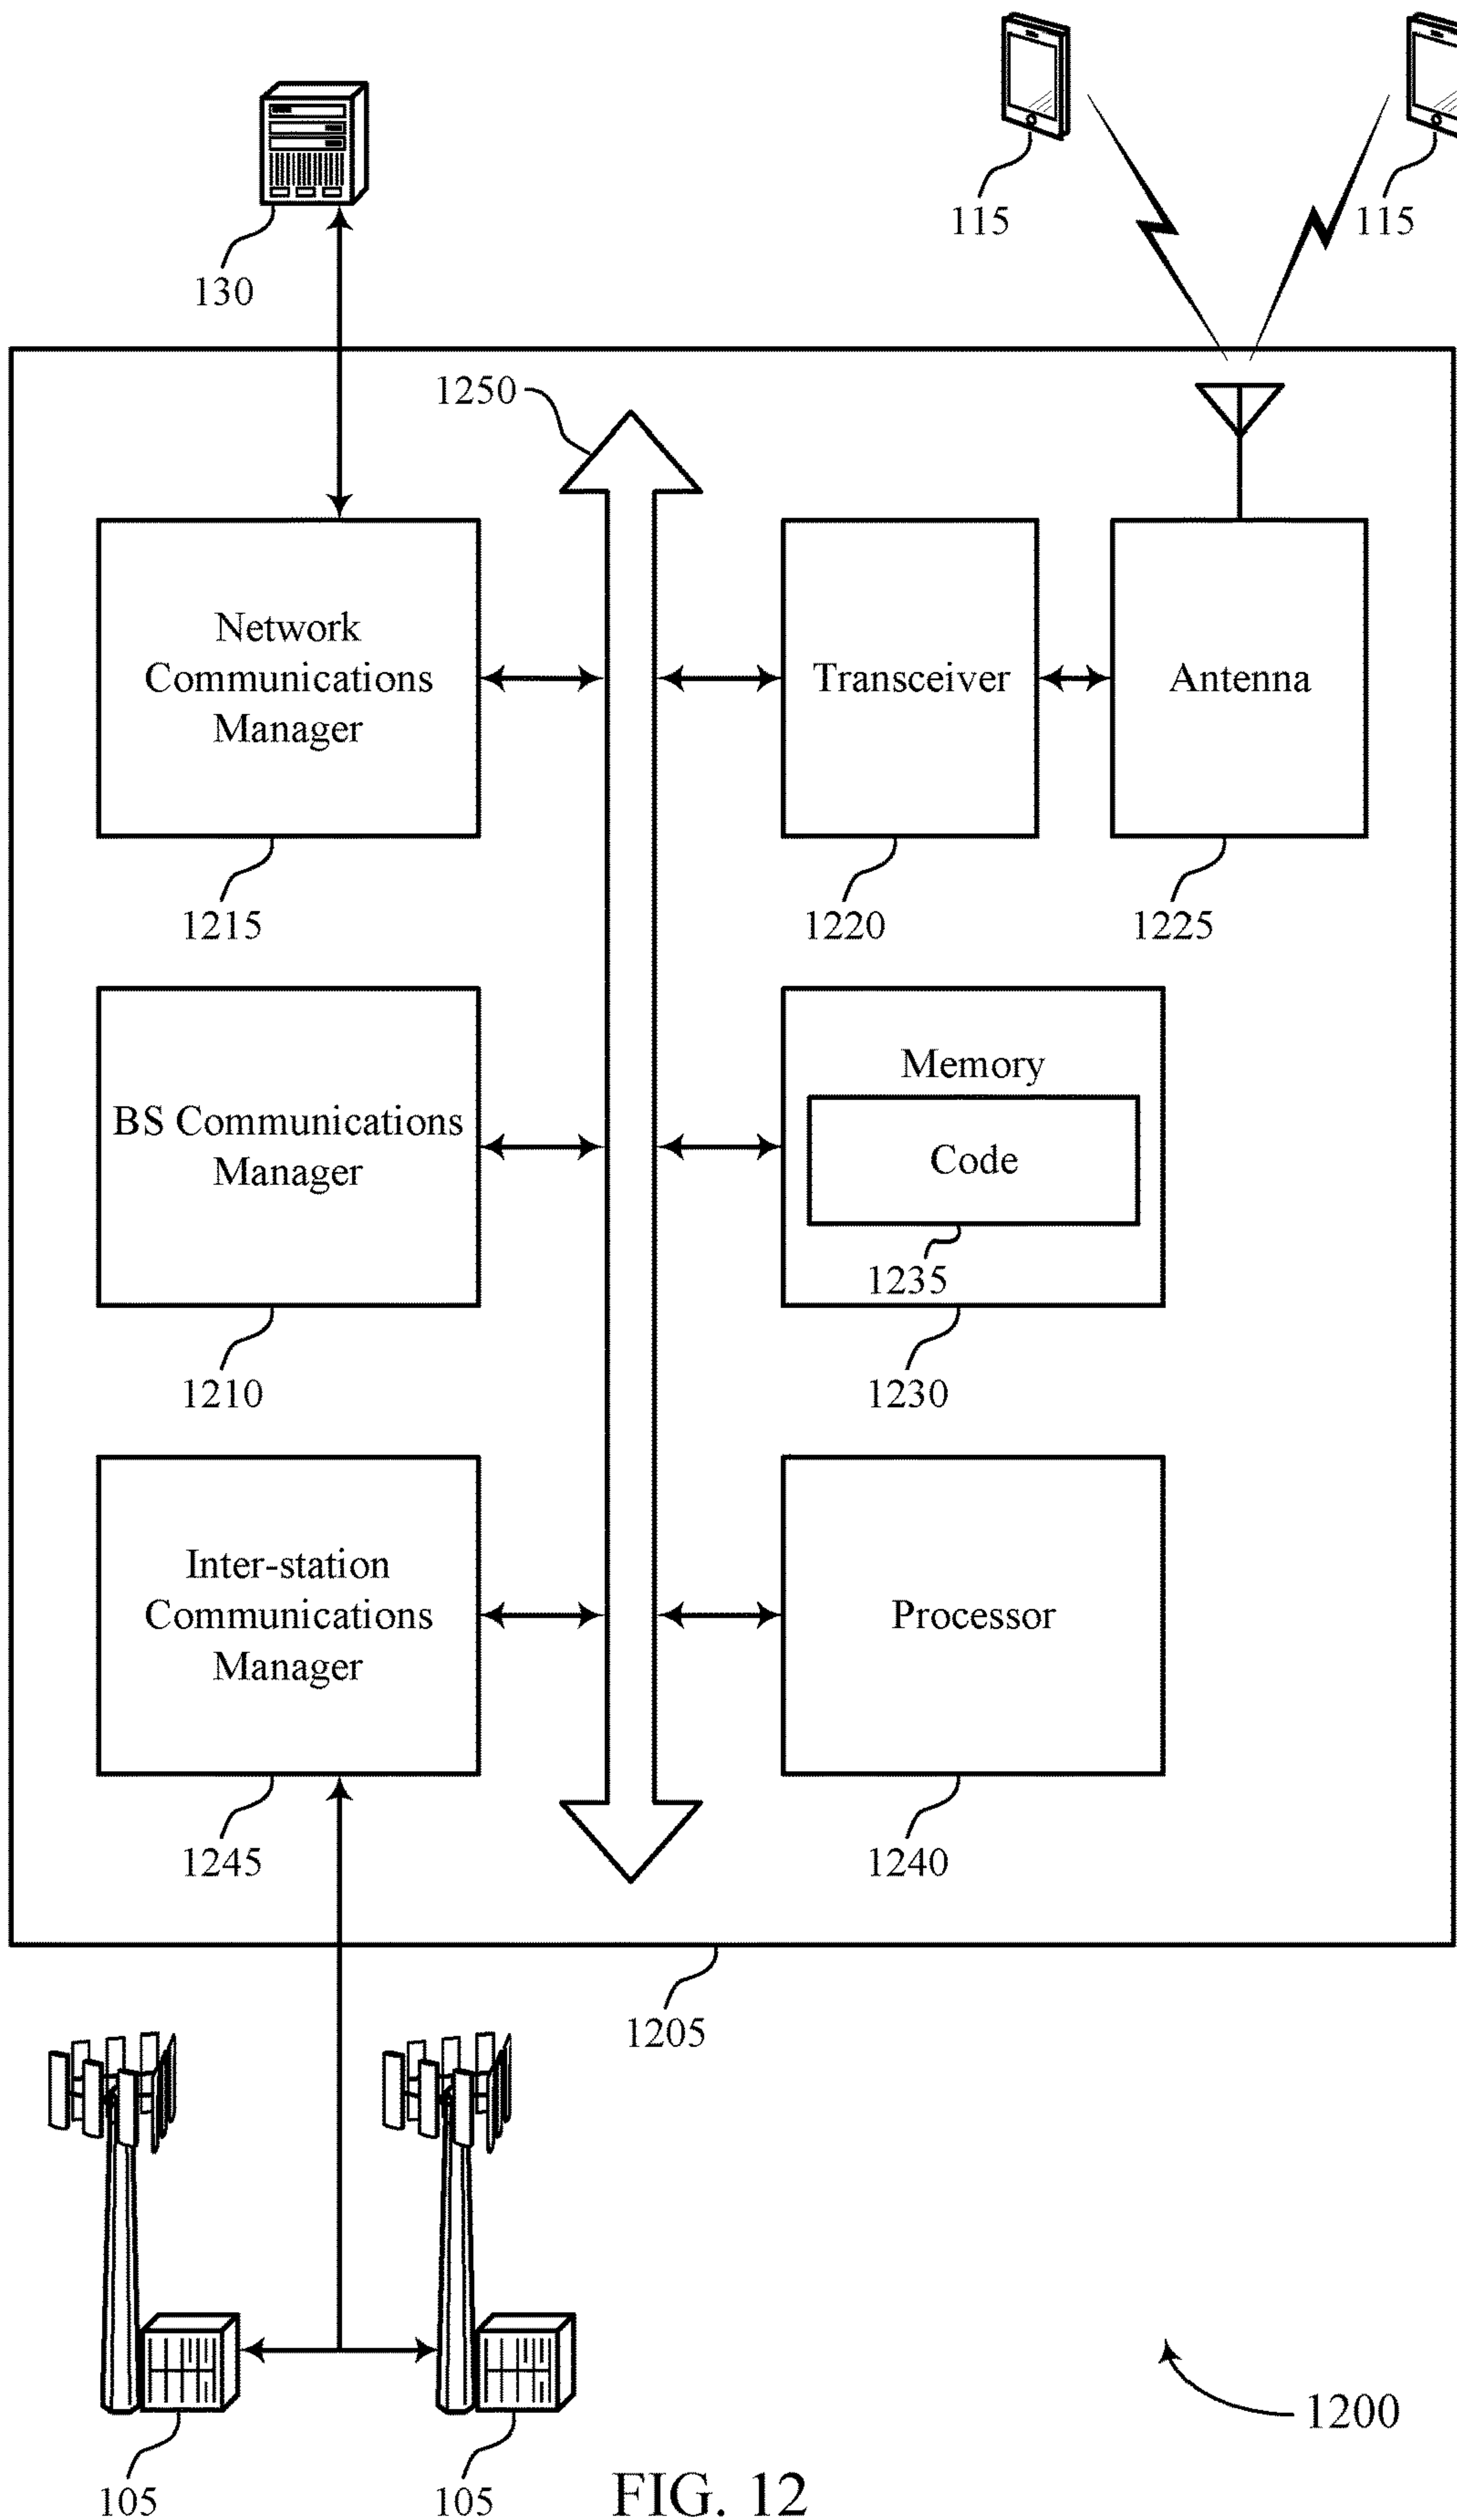 115
115
130
1250
Network
Communications
Manager
Transceiver
Antenna
1215
1220
1225
BS Communications
Manager
Memory
Code
1235
1210
1230
Inter-station
Communications
Manager
Processor
1245
1240
1205
1200
105
105
FIG. 12